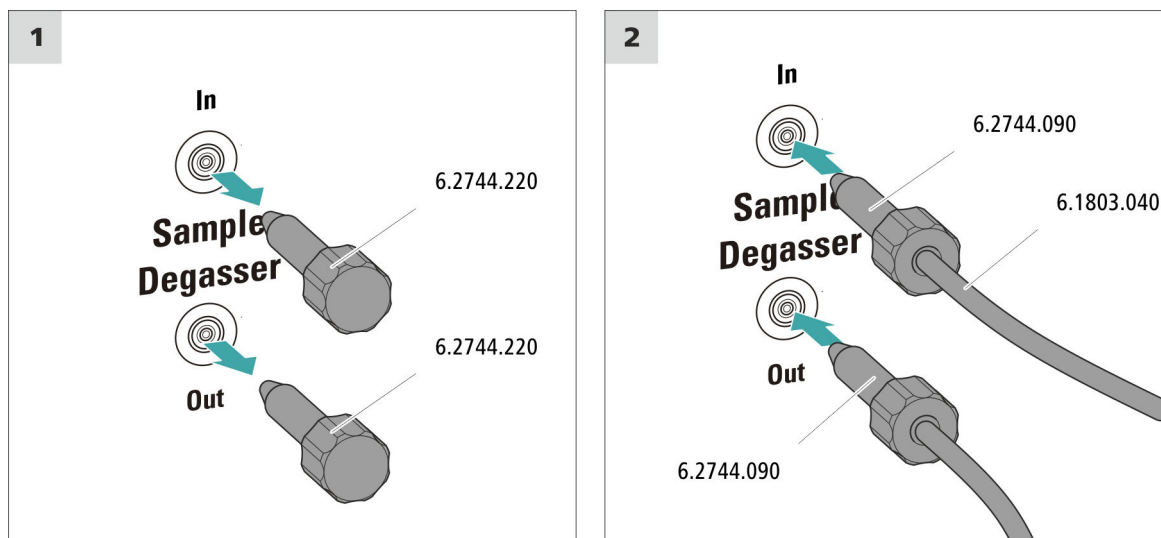 1
In
6.2744.220
Sample
Degasser
6.2744.220
Out
2
In
6.2744.090
6.1803.040
Sample
Degasser
Out
6.2744.090